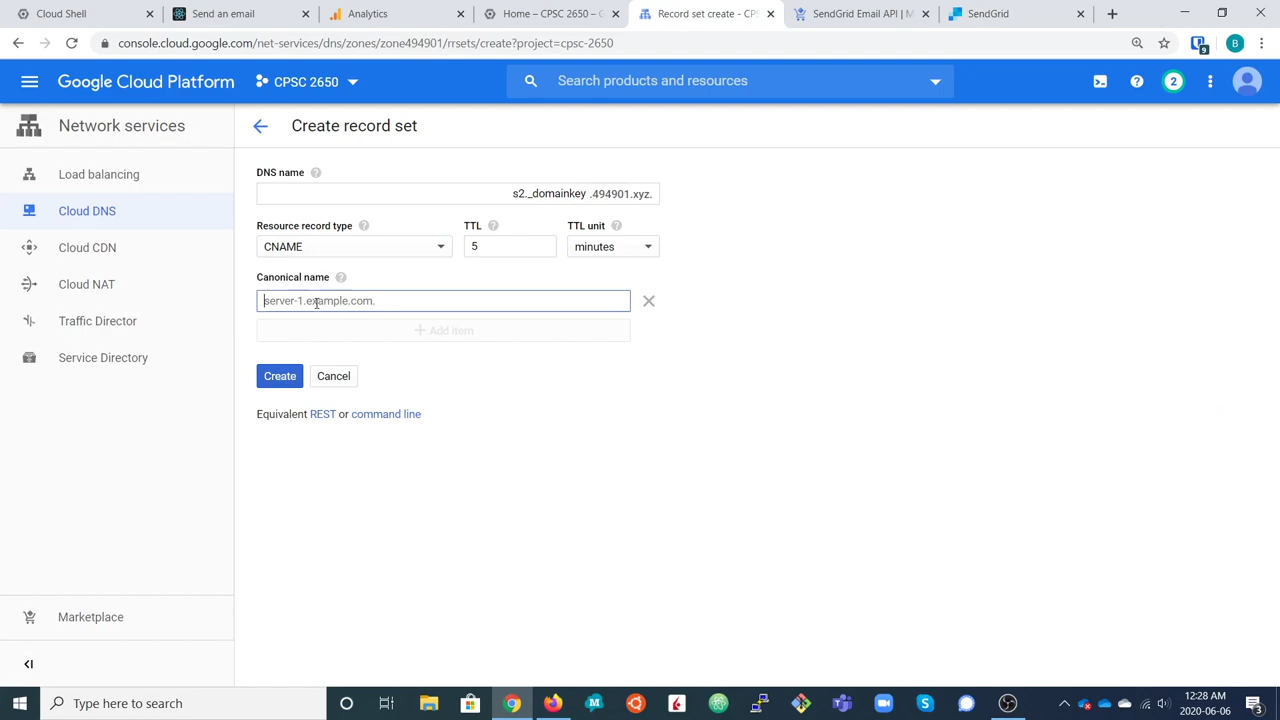 Cloud Shell
Send an email
Analytics
Home – CPSC 2650 – G
Record set create - CPS
SendGrid Email API | M
SendGrid
console.cloud.google.com/net-services/dns/zones/zone494901/rrsets/create?project=cpsc-2650
9
B
Google Cloud Platform
CPSC 2650
Search products and resources
2
Network services
Create record set
Load balancing
Cloud DNS
Cloud CDN
Cloud NAT
Traffic Director
Service Directory
DNS name
s2._domainkey .494901.xyz.
Resource record type
TTL
TTL unit
CNAME
5
minutes
Canonical name
server-1.example.com.
Add item
Create
Cancel
Equivalent REST or command line
Marketplace
Type here to search
12:28 AM
2020-06-06
3